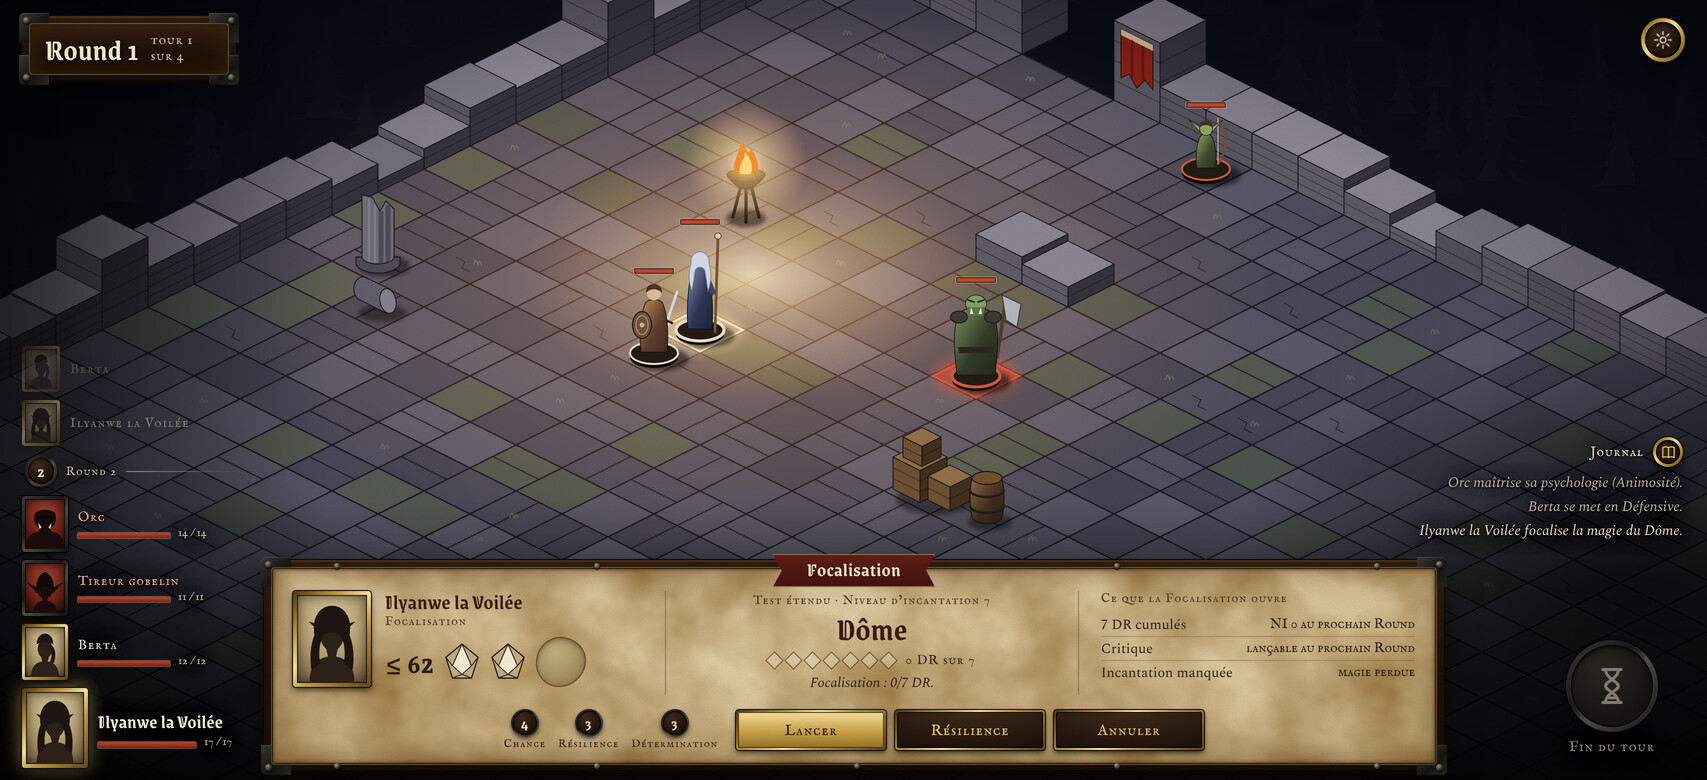 Round 1
Tour 1
sur 4
Berta
Ilyanwe la Voilée
2 Round 2
Orc
14/14
Tireur gobelin
11/11
Berta
12/12
Ilyanwe la Voilée
17/17
Journal
Orc maîtrise sa psychologie (Animosité).
Berta se met en Défensive.
Ilyanwe la Voilée focalise la magie du Dôme.
Focalisation
Ilyanwe la Voilée
Focalisation
≤ 62
Test étendu · Niveau d'incantation 7
Dôme
0 DR sur 7
Focalisation : 0/7 DR.
Ce que la Focalisation ouvre
7 DR cumulés NI 0 au prochain Round
Critique lançable au prochain Round
Incantation manquée magie perdue
4 3 3
Chance Résilience Détermination
Lancer Résilience Annuler
Fin du tour